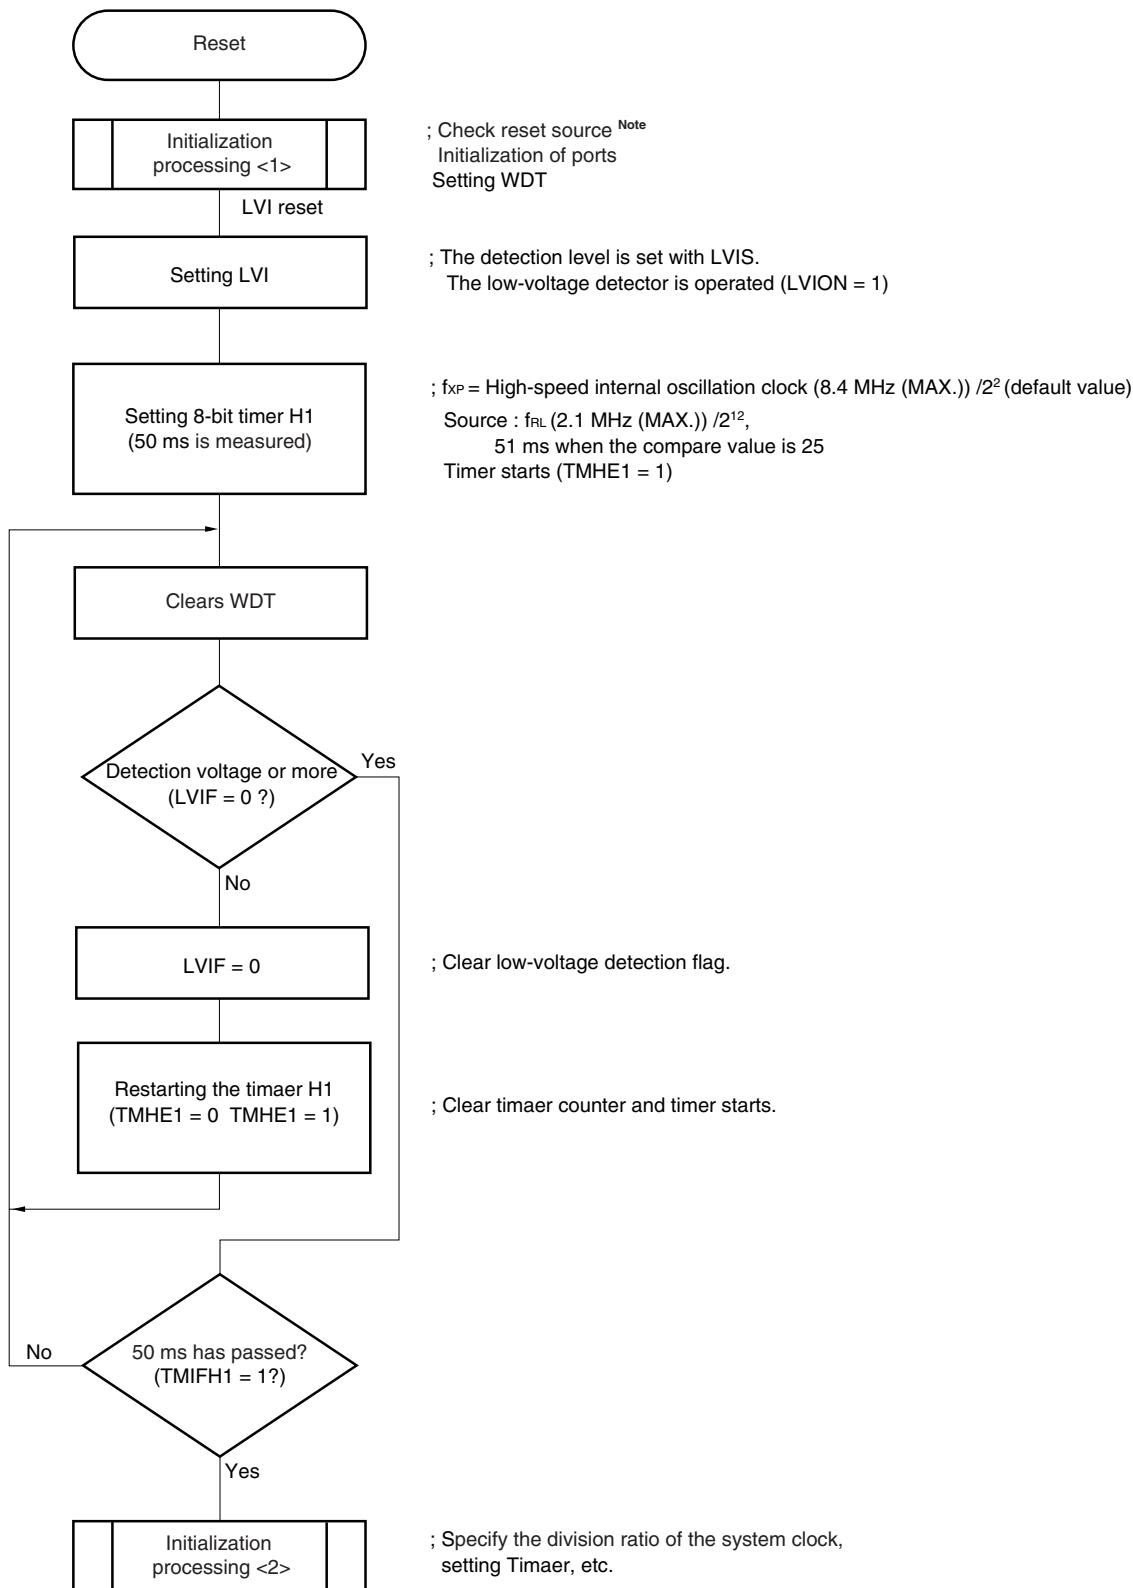 Reset
Initialization
processing <1>
; Check reset source Note
Initialization of ports
Setting WDT
LVI reset
Setting LVI
; The detection level is set with LVIS.
The low-voltage detector is operated (LVION = 1)
Setting 8-bit timer H1
(50 ms is measured)
; fXP = High-speed internal oscillation clock (8.4 MHz (MAX.)) /2² (default value)
Source : fRL (2.1 MHz (MAX.)) /2¹²,
51 ms when the compare value is 25
Timer starts (TMHE1 = 1)
Clears WDT
Detection voltage or more
(LVIF = 0 ?)
Yes
No
LVIF = 0
; Clear low-voltage detection flag.
Restarting the timaer H1
(TMHE1 = 0 TMHE1 = 1)
; Clear timaer counter and timer starts.
50 ms has passed?
(TMIFH1 = 1?)
No
Yes
Initialization
processing <2>
; Specify the division ratio of the system clock,
setting Timaer, etc.